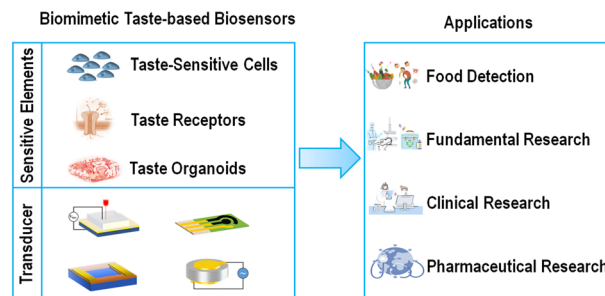 Biomimetic Taste-based Biosensors
Applications
Sensitive Elements
Taste-Sensitive Cells
Taste Receptors
Taste Organoids
Transducer
Food Detection
Fundamental Research
Clinical Research
Pharmaceutical Research